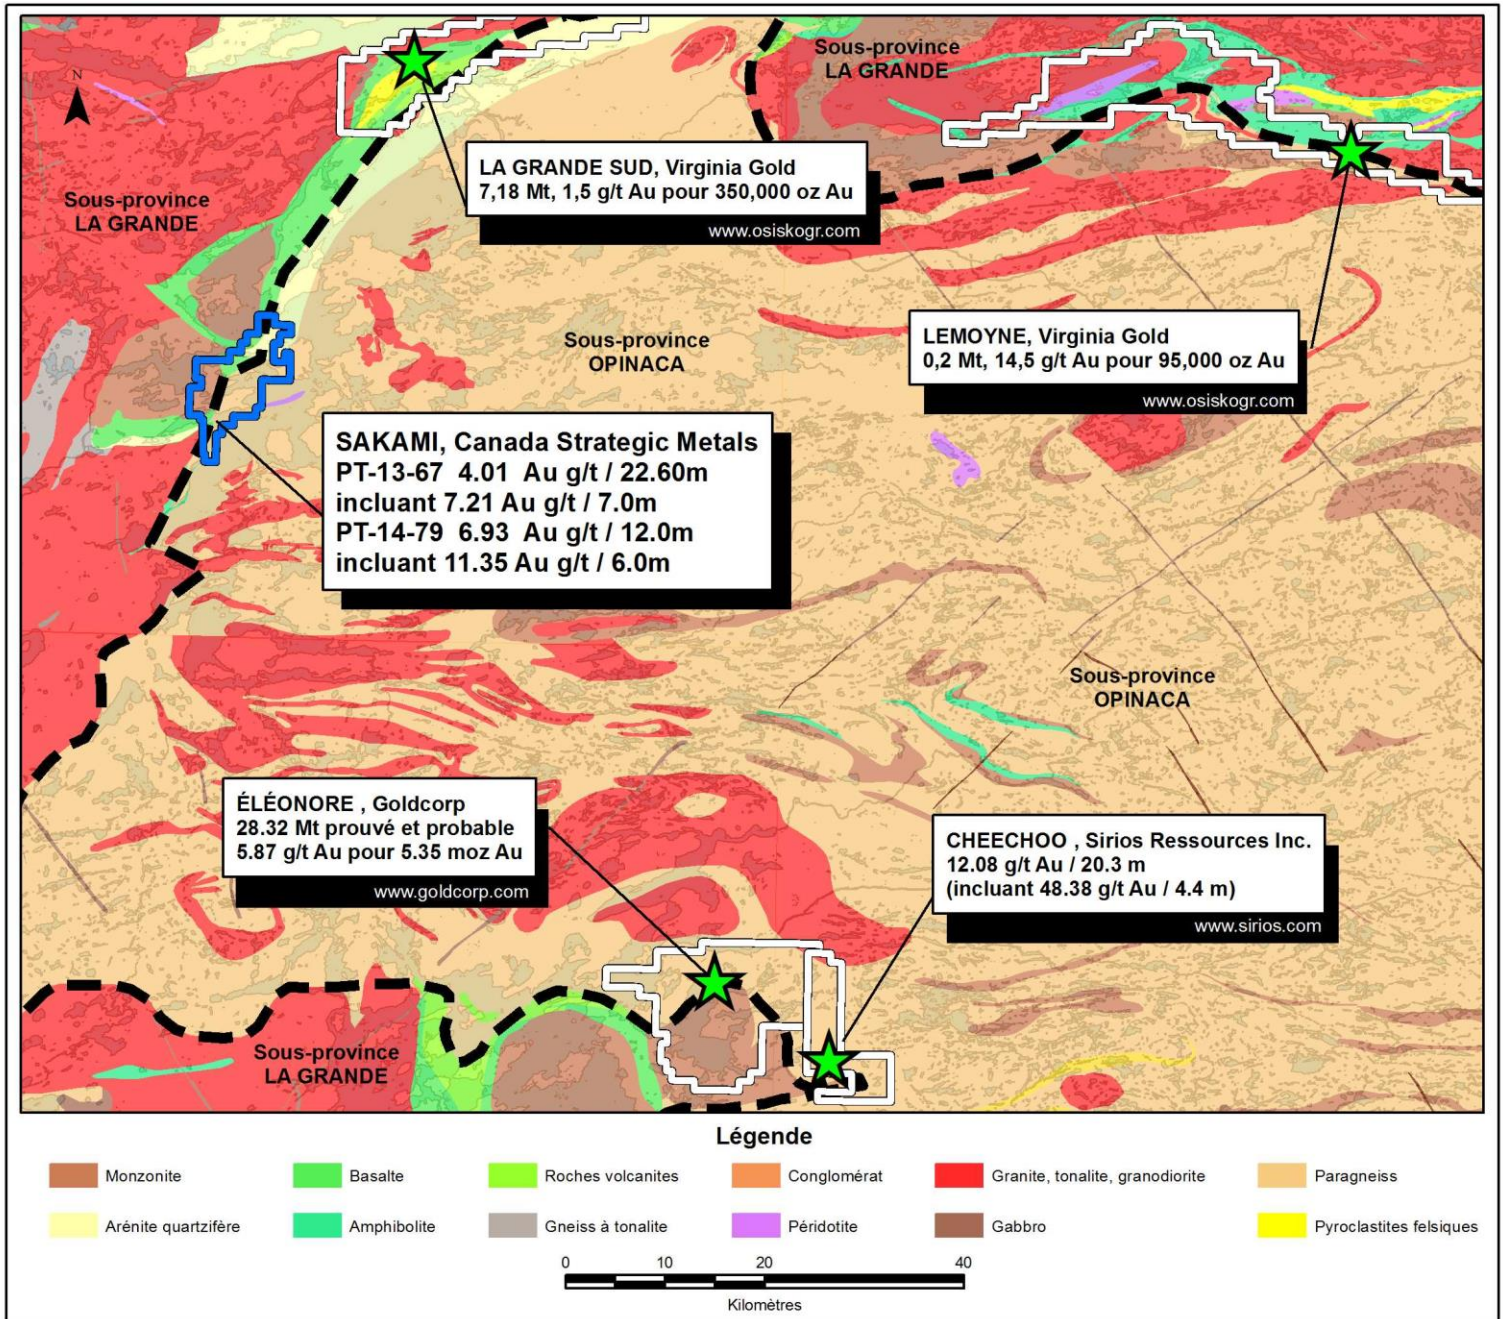 Sous-province
LA GRANDE
N
LA GRANDE SUD, Virginia Gold
7,18 Mt, 1,5 g/t Au pour 350,000 oz Au
www.osiskogr.com
Sous-province
LA GRANDE
Sous-province
OPINACA
LEMOYNE, Virginia Gold
0,2 Mt, 14,5 g/t Au pour 95,000 oz Au
www.osiskogr.com
SAKAMI, Canada Strategic Metals
PT-13-67 4.01 Au g/t / 22.60m
incluant 7.21 Au g/t / 7.0m
PT-14-79 6.93 Au g/t / 12.0m
incluant 11.35 Au g/t / 6.0m
Sous-province
OPINACA
ÉLÉONORE , Goldcorp
28.32 Mt prouvé et probable
5.87 g/t Au pour 5.35 moz Au
www.goldcorp.com
CHEECHOO , Sirios Ressources Inc.
12.08 g/t Au / 20.3 m
(incluant 48.38 g/t Au / 4.4 m)
www.sirios.com
Sous-province
LA GRANDE
Légende
Monzonite
Basalte
Roches volcanites
Conglomérat
Granite, tonalite, granodiorite
Paragneiss
Arénite quartzifère
Amphibolite
Gneiss à tonalite
Péridotite
Gabbro
Pyroclastites felsiques
0 10 20 40
Kilomètres